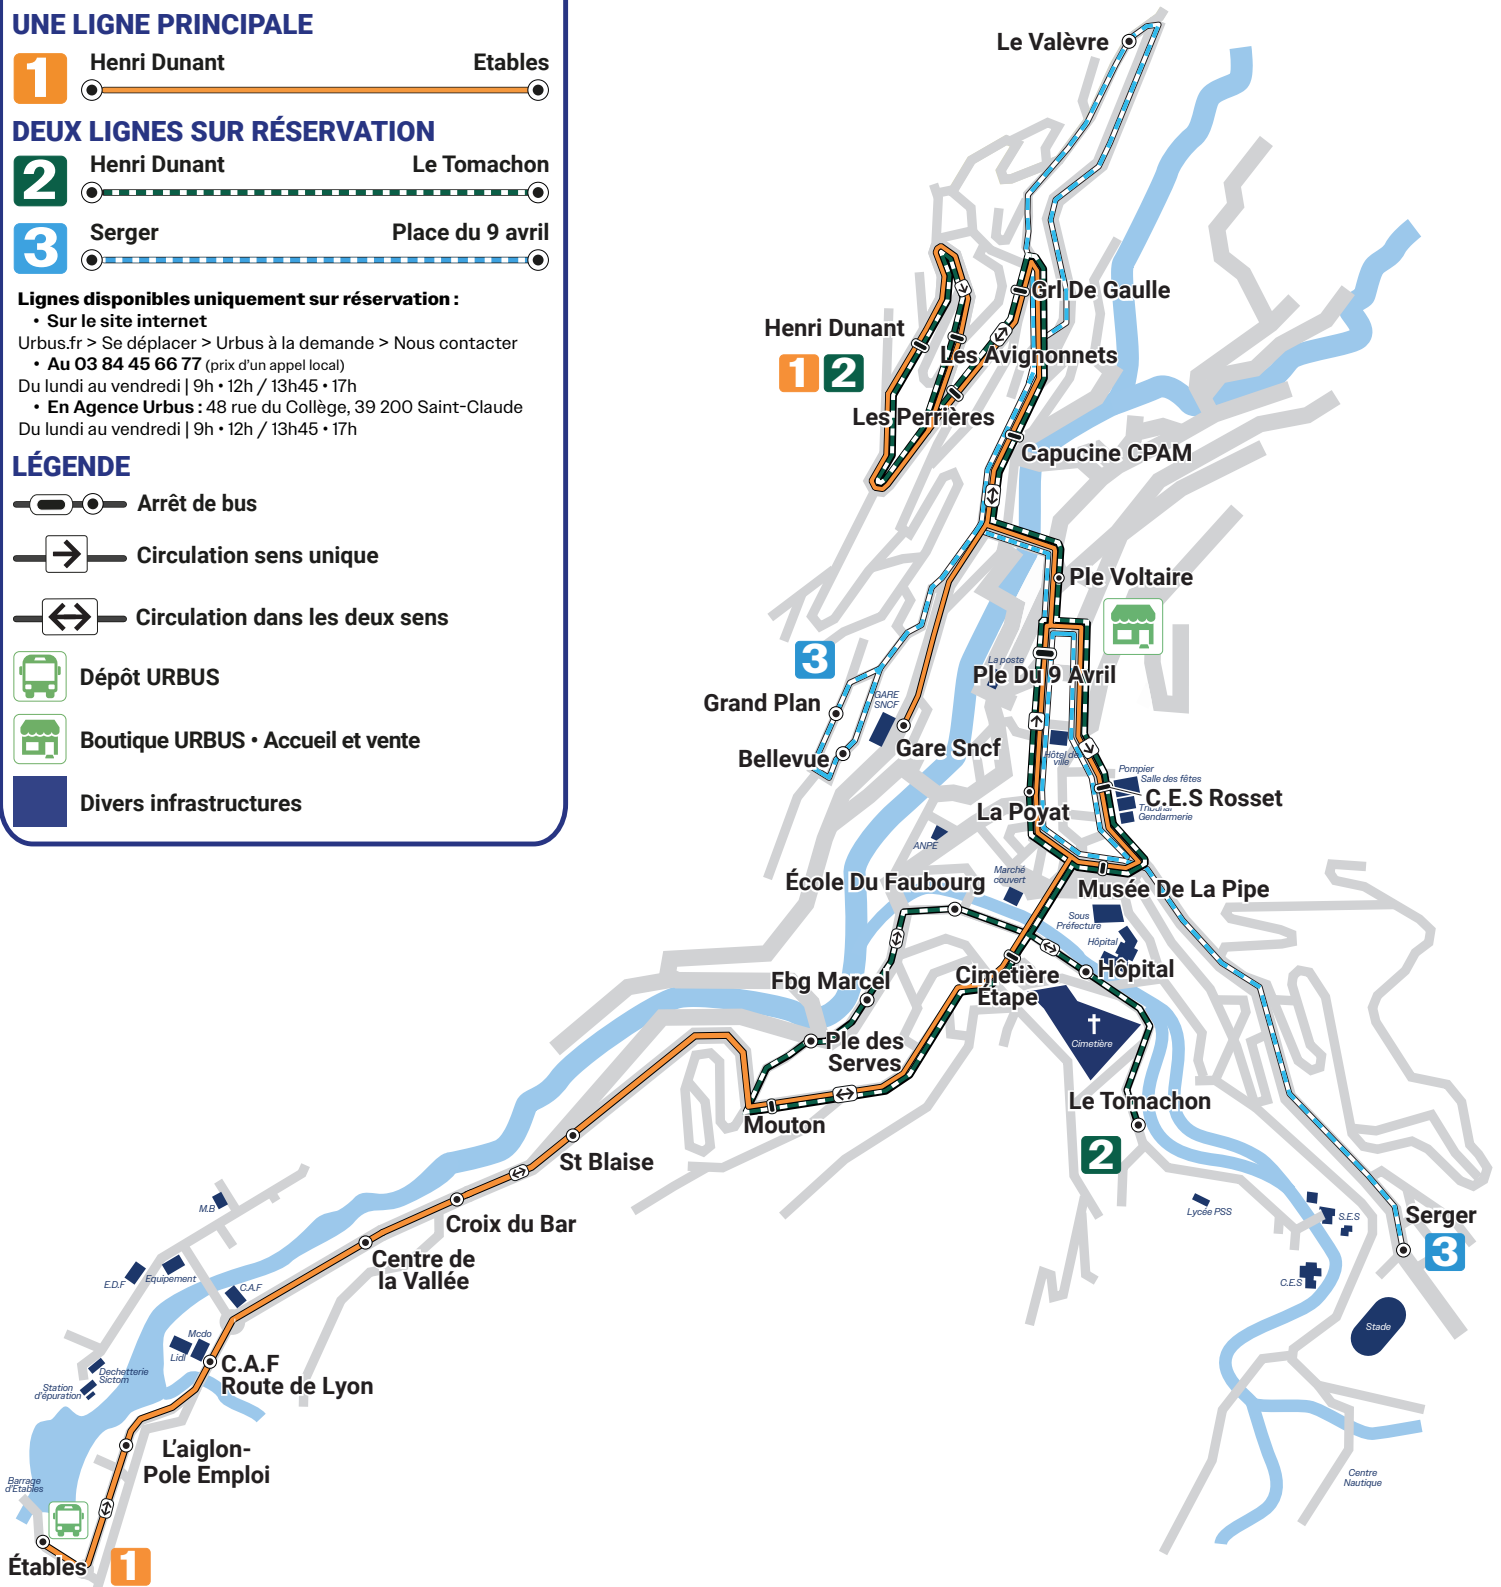 UNE LIGNE PRINCIPALE
1
Henri Dunant
Etables
DEUX LIGNES SUR RÉSERVATION
2
Henri Dunant
Le Tomachon
3
Serger
Place du 9 avril
Lignes disponibles uniquement sur réservation :
• Sur le site internet
Urbus.fr > Se déplacer > Urbus à la demande > Nous contacter
• Au 03 84 45 66 77 (prix d'un appel local)
Du lundi au vendredi | 9h • 12h / 13h45 • 17h
• En Agence Urbus : 48 rue du Collège, 39 200 Saint-Claude
Du lundi au vendredi | 9h • 12h / 13h45 • 17h
LÉGENDE
Arrêt de bus
Circulation sens unique
Circulation dans les deux sens
Dépôt URBUS
Boutique URBUS • Accueil et vente
Divers infrastructures
Le Valèvre
Grl De Gaulle
Henri Dunant
1 2
Les Avignonnets
Les Perrières
Capucine CPAM
Ple Voltaire
3
La poste
Ple Du 9 Avril
Grand Plan
GARE
SNCF
Bellevue
Gare Sncf
Hôtel de
ville
Pompier
Salle des fêtes
C.E.S Rosset
Tribunal
Gendarmerie
La Poyat
ANPE
Marché
couvert
École Du Faubourg
Musée De La Pipe
Sous
Préfecture
Hôpital
Hôpital
Cimetière
Étape
Fbg Marcel
Cimetière
Ple des
Serves
Le Tomachon
2
Mouton
St Blaise
Croix du Bar
Centre de
la Vallée
M.B
E.D.F
Equipement
C.A.F
Mcdo
Lidl
C.A.F
Route de Lyon
Dechetterie
Sictom
Station
d'épuration
L'aiglon-
Pole Emploi
Barrage
d'Etables
Étables
1
Lycée PSS
S.E.S
Serger
3
C.E.S
Stade
Centre
Nautique